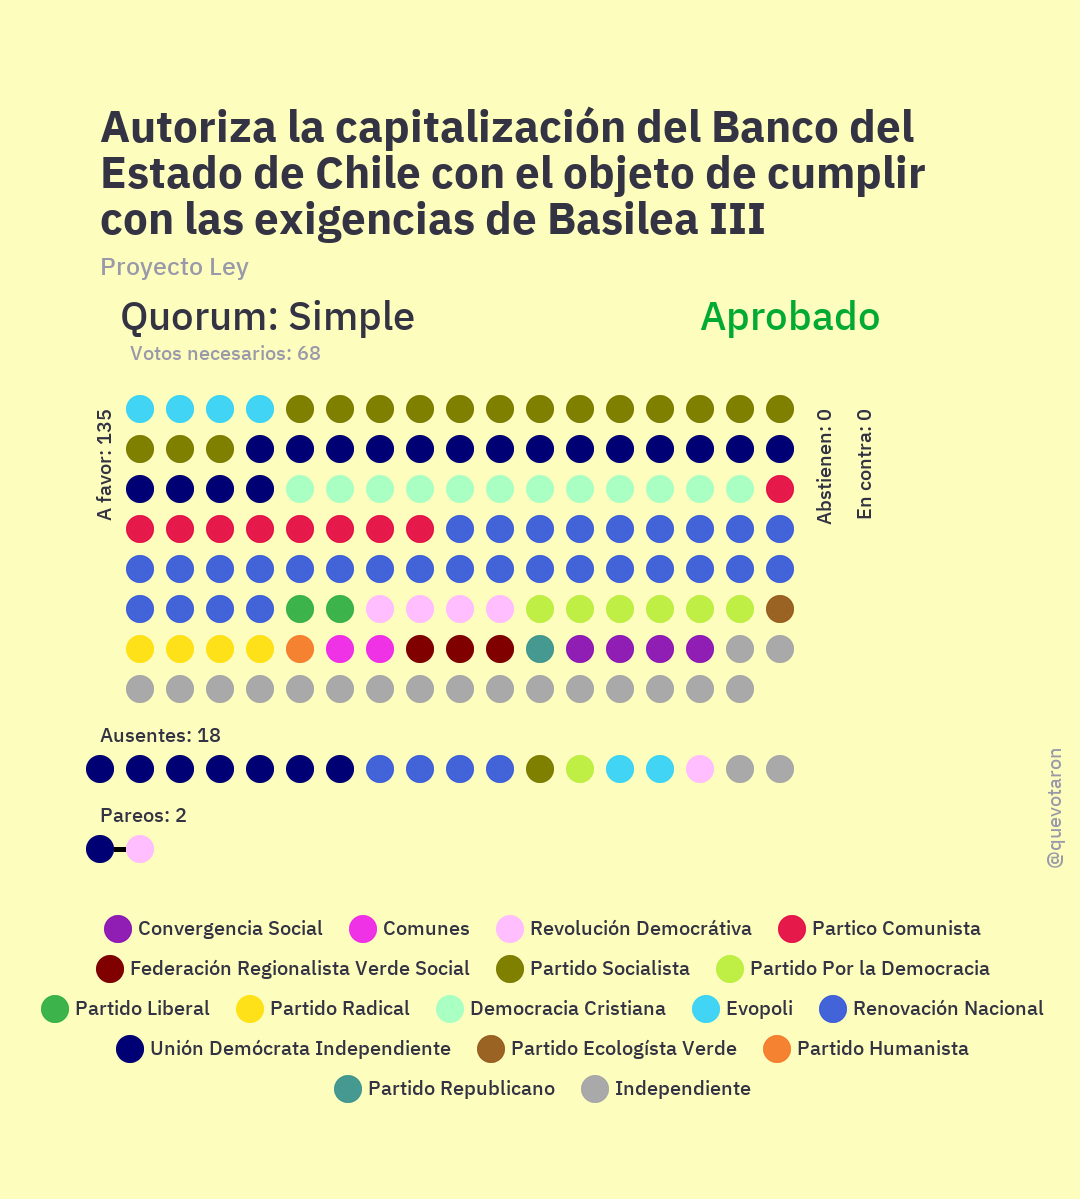 Autoriza la capitalización del Banco del
Estado de Chile con el objeto de cumplir
con las exigencias de Basilea III
Proyecto Ley
Quorum: Simple
Aprobado
Votos necesarios: 68
A favor: 135
Abstienen: 0
En contra: 0
Ausentes: 18
Pareos: 2
@quevotaron
Convergencia Social
Comunes
Revolución Democrátiva
Partico Comunista
Federación Regionalista Verde Social
Partido Socialista
Partido Por la Democracia
Partido Liberal
Partido Radical
Democracia Cristiana
Evopoli
Renovación Nacional
Unión Demócrata Independiente
Partido Ecologísta Verde
Partido Humanista
Partido Republicano
Independiente